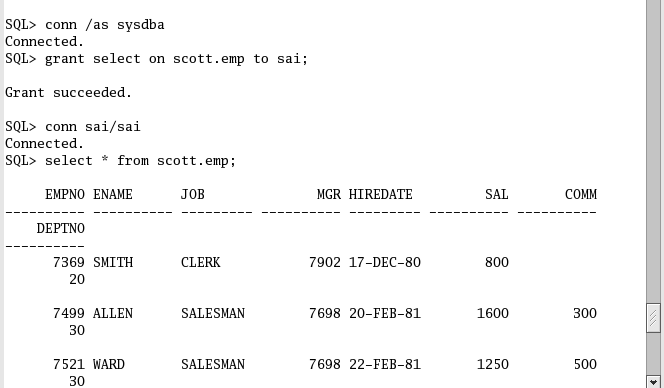 SQL> conn /as sysdba
Connected.
SQL> grant select on scott.emp to sai;
Grant succeeded.
SQL> conn sai/sai
Connected.
SQL> select * from scott.emp;
     EMPNO ENAME      JOB              MGR HIREDATE         SAL       COMM
---------- ---------- --------- ---------- --------- ---------- ----------
    DEPTNO
----------
      7369 SMITH      CLERK           7902 17-DEC-80        800
        20
      7499 ALLEN      SALESMAN        7698 20-FEB-81       1600        300
        30
      7521 WARD       SALESMAN        7698 22-FEB-81       1250        500
        30